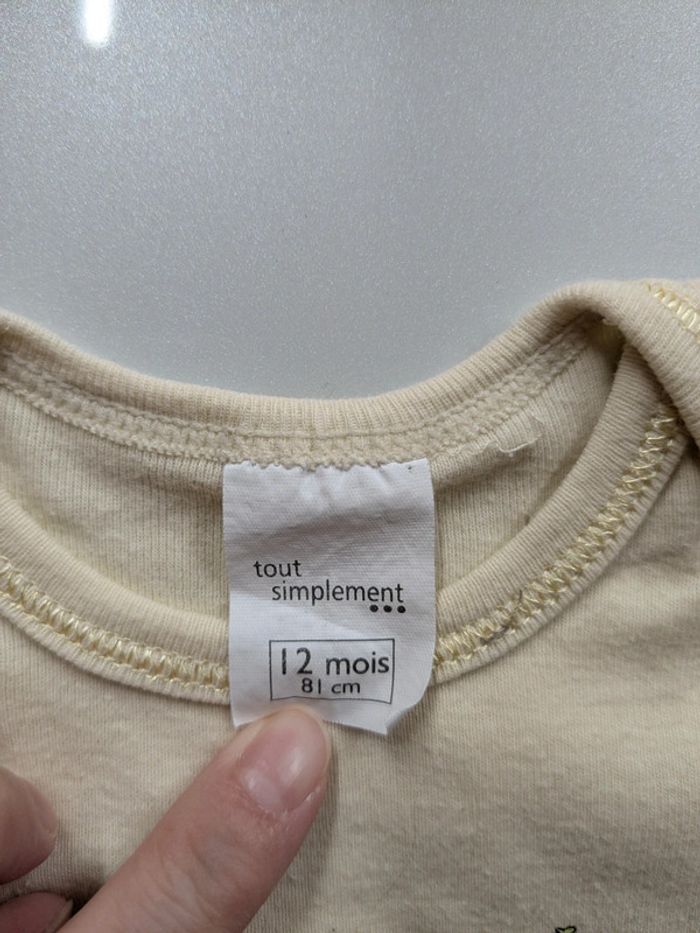 tout
simplement
•••
12 mois
81 cm